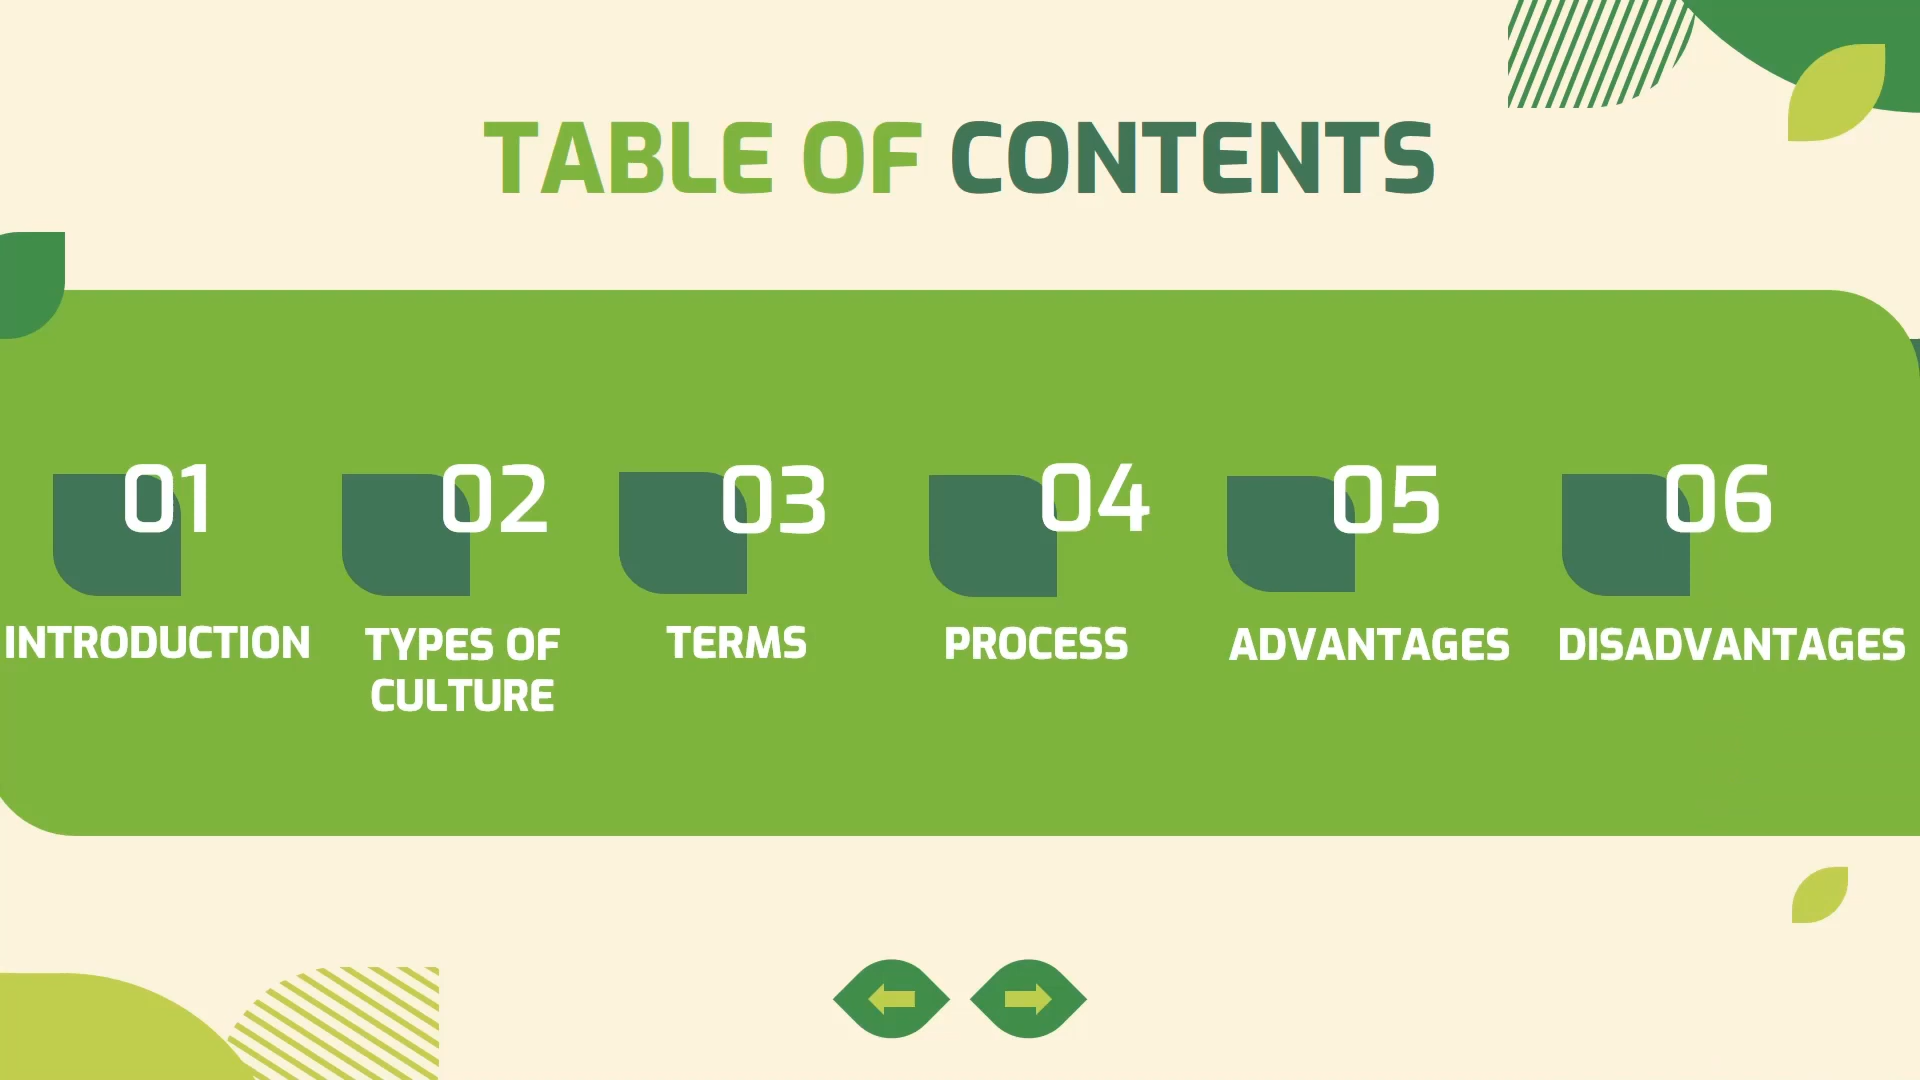 TABLE OF CONTENTS
01
INTRODUCTION
02
TYPES OF
CULTURE
03
TERMS
04
PROCESS
05
ADVANTAGES
06
DISADVANTAGES